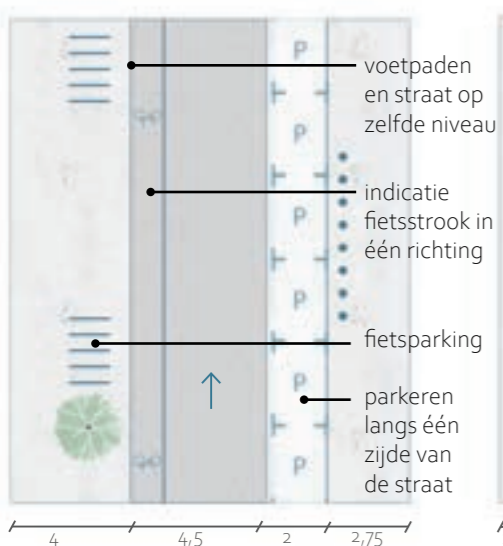 P
P
P
P
P
P
voetpaden
en straat op
zelfde niveau
indicatie
fietsstrook in
één richting
fietsparking
parkeren
langs één
zijde van
de straat
4
4,5
2
2,75